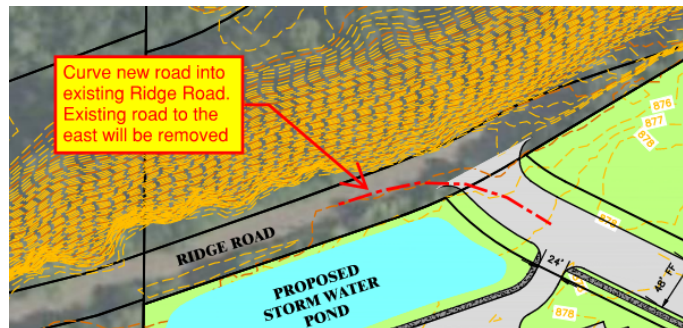 Curve new road into
existing Ridge Road.
Existing road to the
east will be removed
876
877
878
RIDGE ROAD
PROPOSED
STORM WATER
POND
24'
48' FT
878